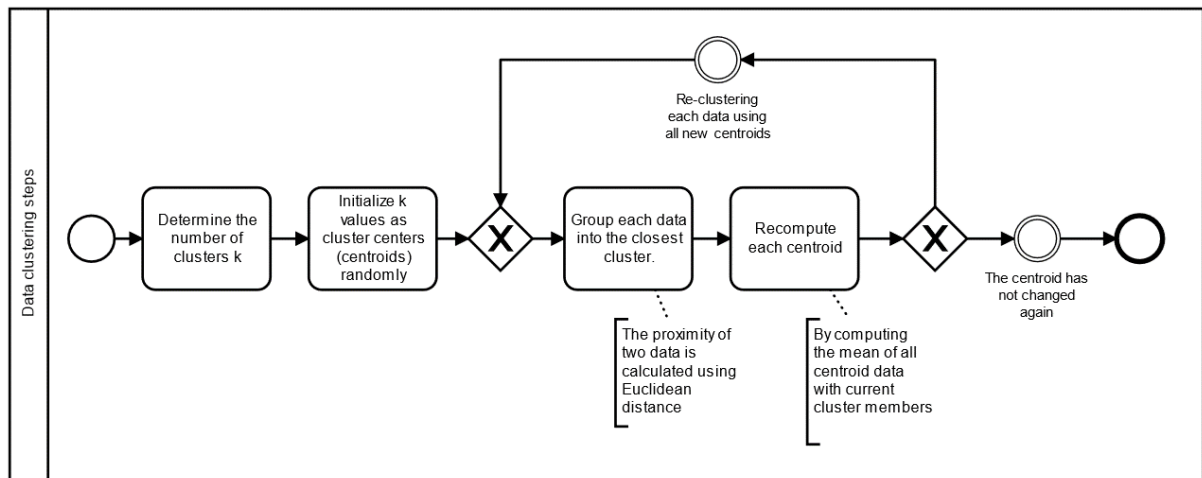 Data clustering steps
Re-clustering
each data using
all new centroids
Determine the
number of
clusters k
Initialize k
values as
cluster centers
(centroids)
randomly
X
Group each data
into the closest
cluster.
Recompute
each centroid
X
The centroid has
not changed
again
The proximity of
two data is
calculated using
Euclidean
distance
By computing
the mean of all
centroid data
with current
cluster members